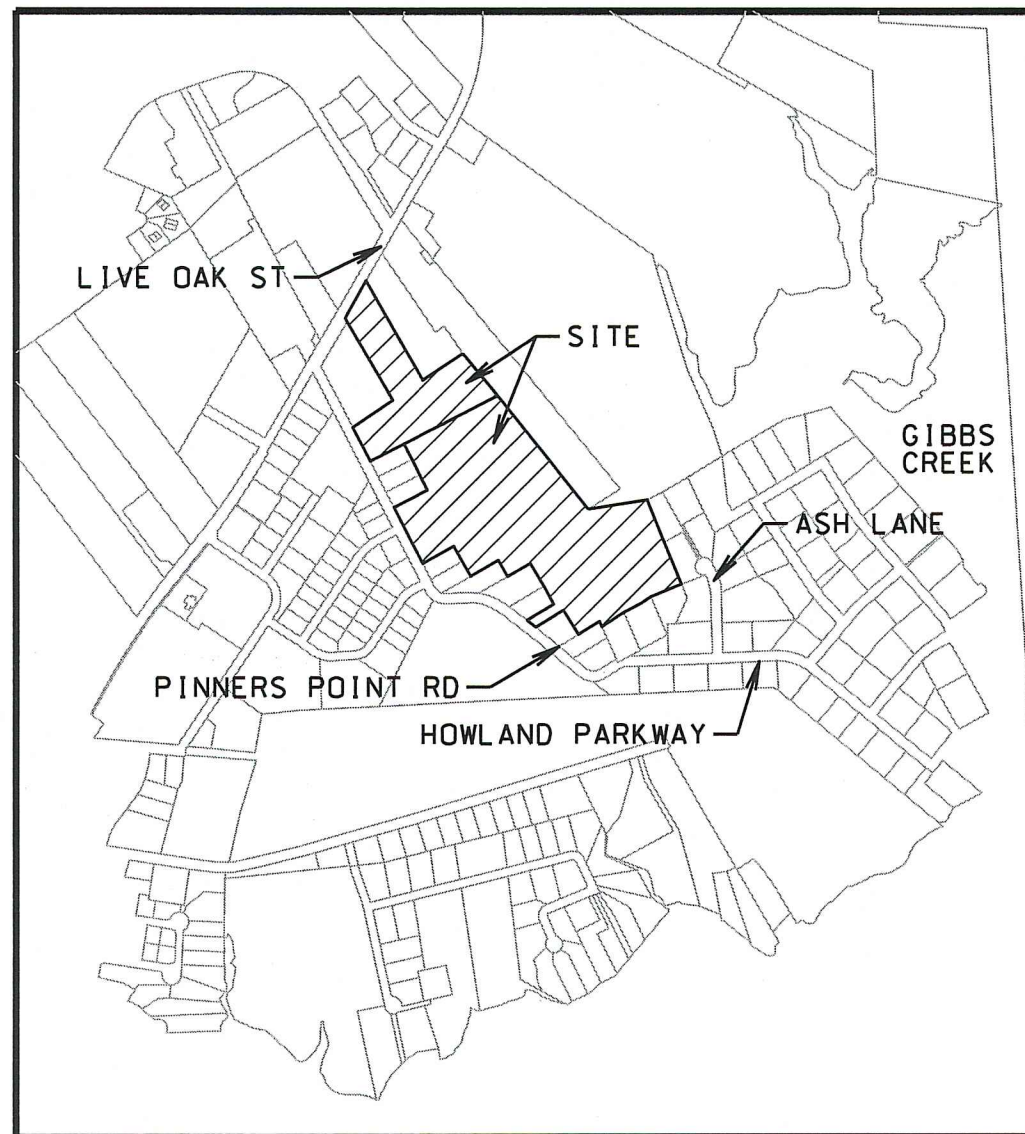 LIVE OAK ST
SITE
GIBBS
CREEK
ASH LANE
PINNERS POINT RD
HOWLAND PARKWAY